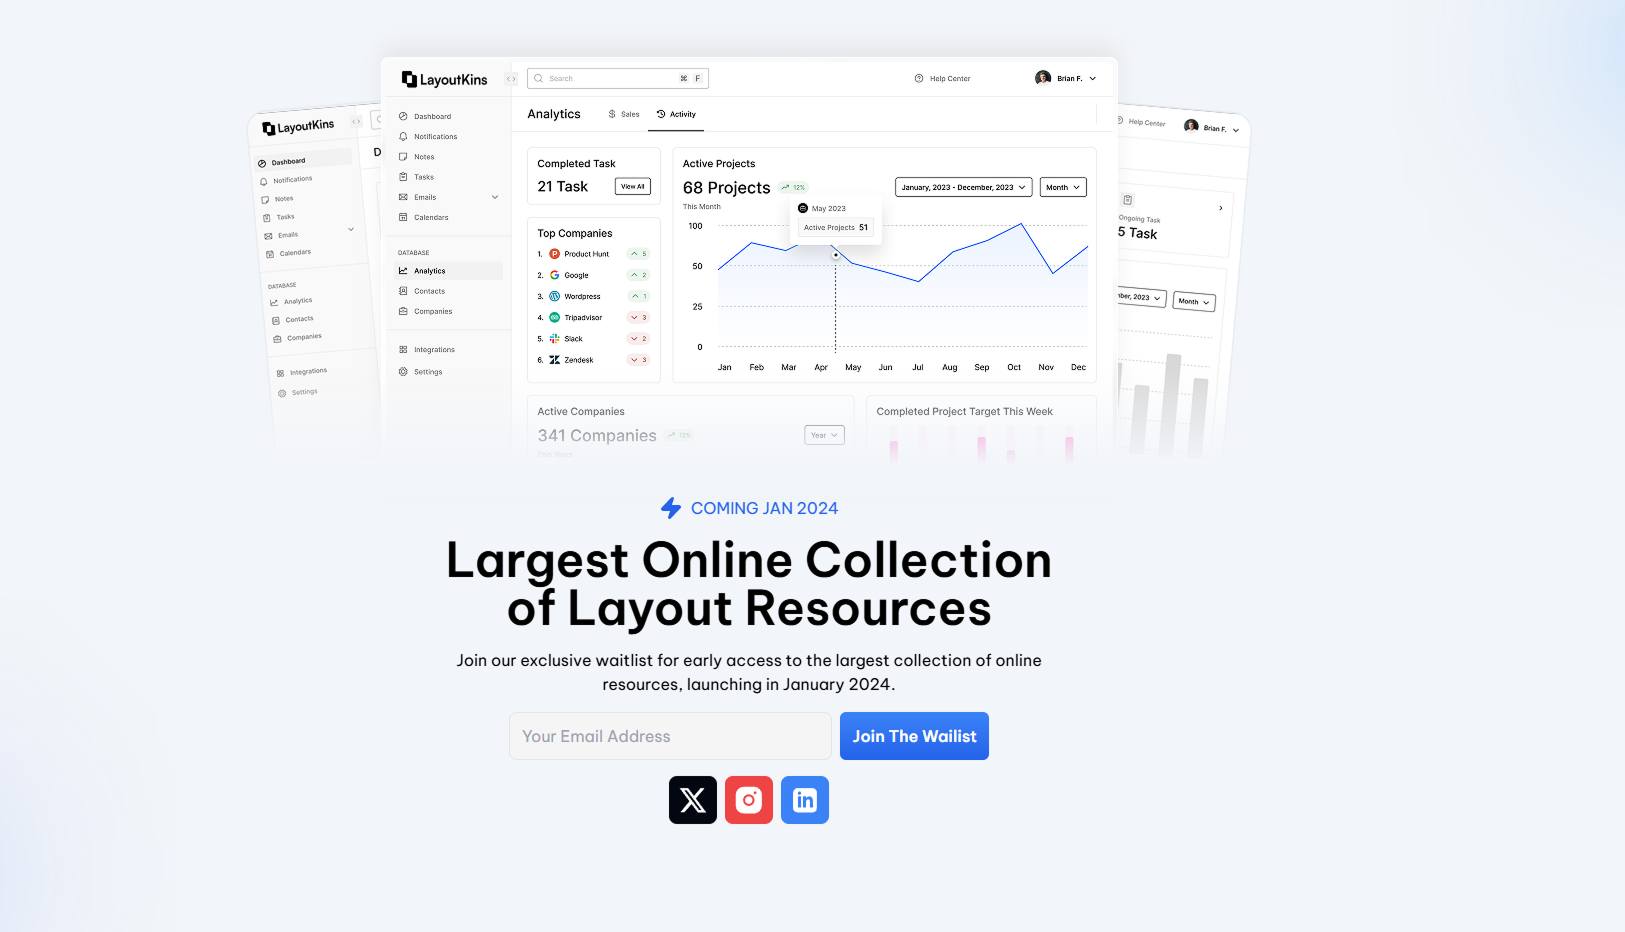 LayoutKins
Search
⌘ F
Help Center
Brian F.
Dashboard
Notifications
Notes
Tasks
Emails
Calendars
DATABASE
Analytics
Contacts
Companies
Integrations
Settings
Analytics
Sales
Activity
Completed Task
21 Task
View All
Top Companies
1. Product Hunt 5
2. Google 2
3. Wordpress 1
4. Tripadvisor 3
5. Slack 2
6. Zendesk 3
Active Projects
68 Projects 12%
This Month
January, 2023 - December, 2023
Month
May 2023
Active Projects 51
100
50
25
0
Jan Feb Mar Apr May Jun Jul Aug Sep Oct Nov Dec
Active Companies
341 Companies 12%
This Year
Year
Completed Project Target This Week
LayoutKins
D
Dashboard
Notifications
Notes
Tasks
Emails
Calendars
DATABASE
Analytics
Contacts
Companies
Integrations
Settings
Help Center
Brian F.
Ongoing Task
5 Task
ber, 2023
Month
COMING JAN 2024
Largest Online Collection
of Layout Resources
Join our exclusive waitlist for early access to the largest collection of online
resources, launching in January 2024.
Your Email Address
Join The Wailist